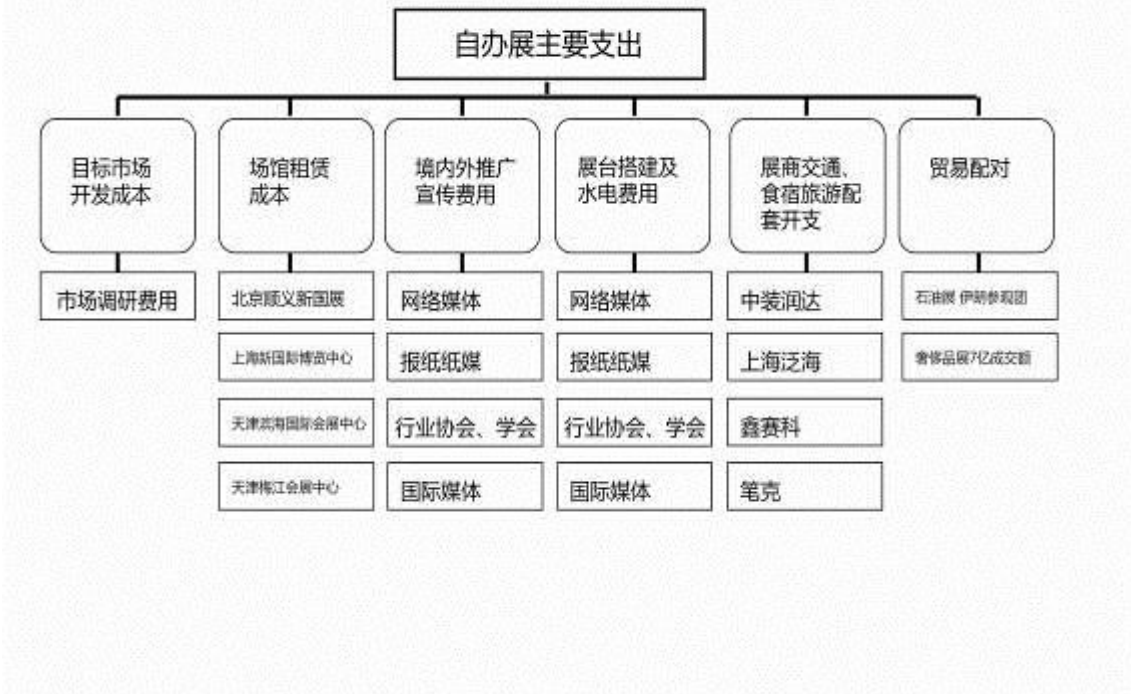 自办展主要支出
目标市场
开发成本
场馆租赁
成本
境内外推广
宣传费用
展台搭建及
水电费用
展商交通、
食宿旅游配
套开支
贸易配对
市场调研费用
北京顺义新国展
网络媒体
网络媒体
中装润达
石油展 伊朗参观团
上海新国际博览中心
报纸纸媒
报纸纸媒
上海泛海
奢侈品展7亿成交额
天津滨海国际会展中心
行业协会、学会
行业协会、学会
鑫赛科
天津梅江会展中心
国际媒体
国际媒体
笔克